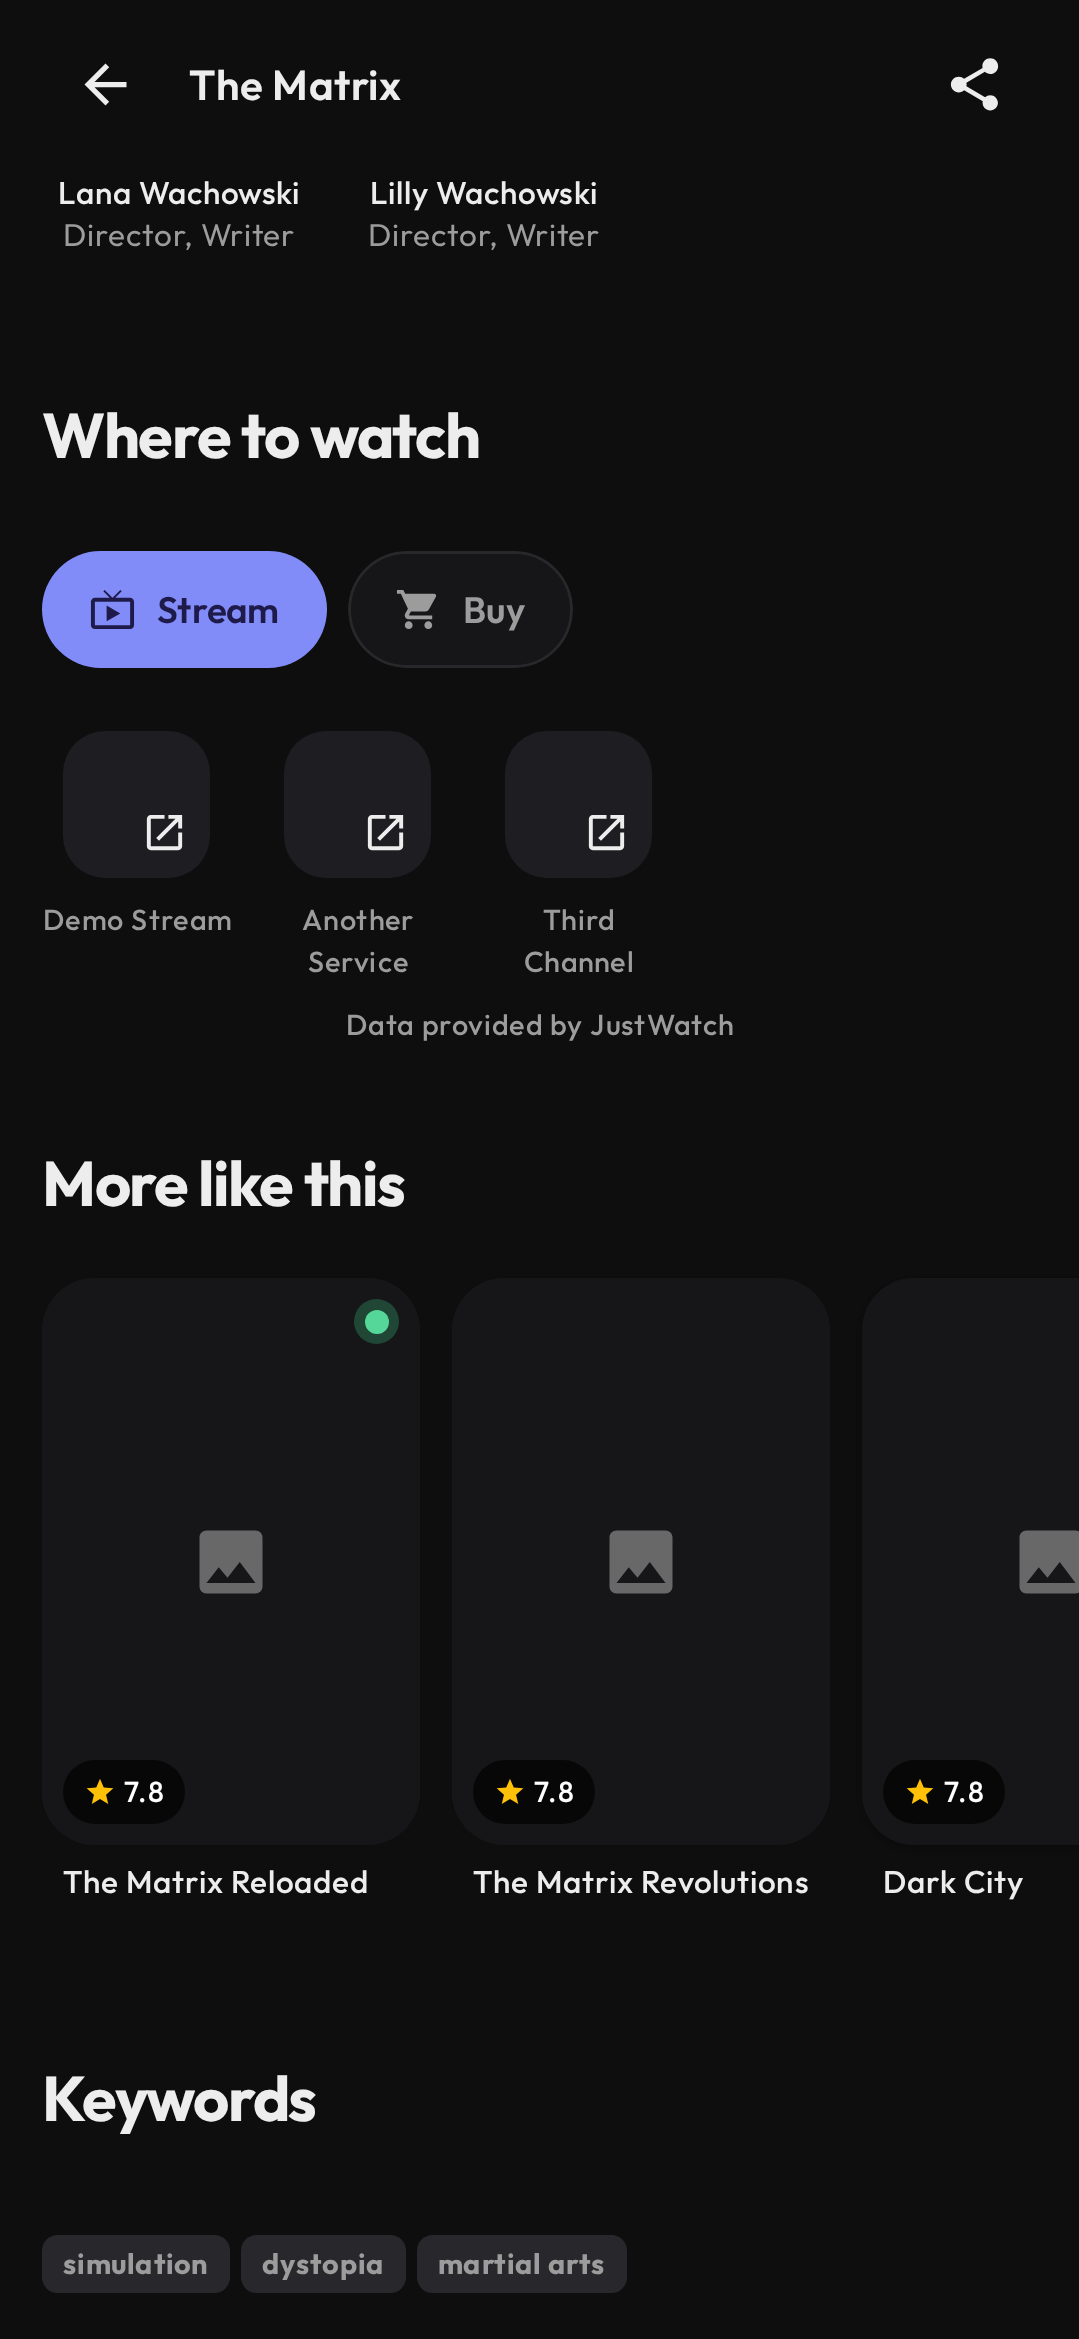 The Matrix
Lana Wachowski
Director, Writer
Lilly Wachowski
Director, Writer
Where to watch
Stream
Buy
Demo Stream
Another
Service
Third
Channel
Data provided by JustWatch
More like this
7.8
The Matrix Reloaded
7.8
The Matrix Revolutions
7.8
Dark City
Keywords
simulation
dystopia
martial arts